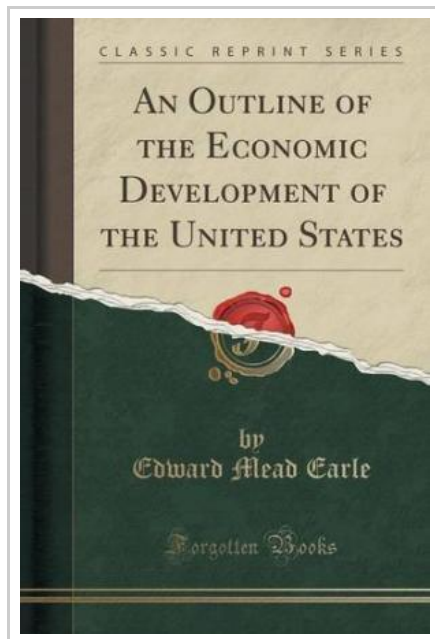 CLASSIC REPRINT SERIES
AN OUTLINE OF
THE ECONOMIC
DEVELOPMENT OF
THE UNITED STATES
by
Edward Mead Earle
Forgotten Books